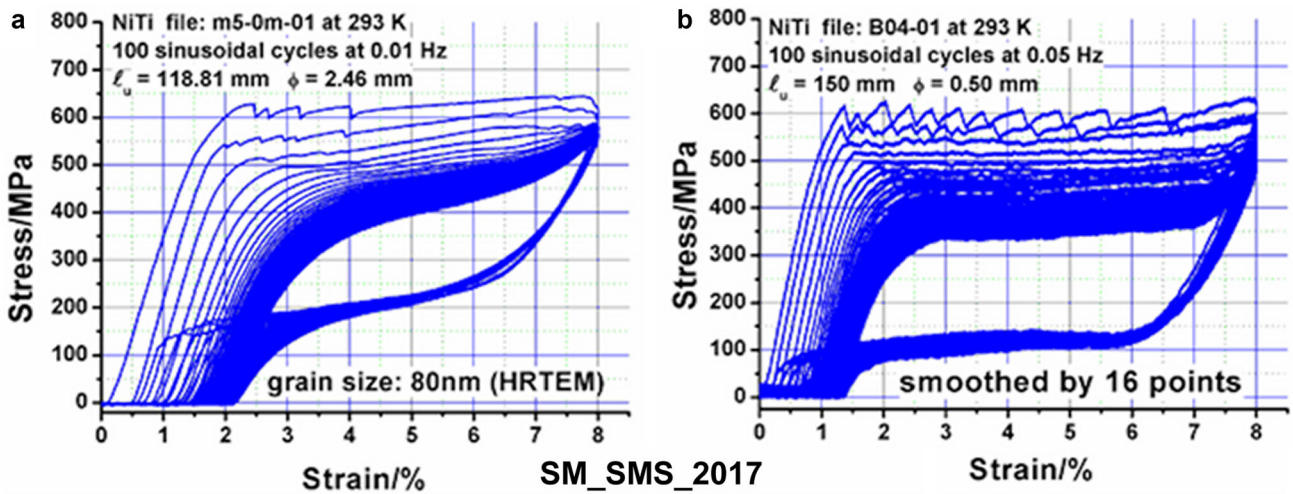 a
NiTi file: m5-0m-01 at 293 K
100 sinusoidal cycles at 0.01 Hz
ℓu = 118.81 mm ϕ = 2.46 mm
800
700
600
500
400
300
200
100
0
Stress/MPa
grain size: 80nm (HRTEM)
0 1 2 3 4 5 6 7 8
Strain/%
b
NiTi file: B04-01 at 293 K
100 sinusoidal cycles at 0.05 Hz
ℓu = 150 mm ϕ = 0.50 mm
800
700
600
500
400
300
200
100
0
Stress/MPa
smoothed by 16 points
0 1 2 3 4 5 6 7 8
Strain/%
SM_SMS_2017